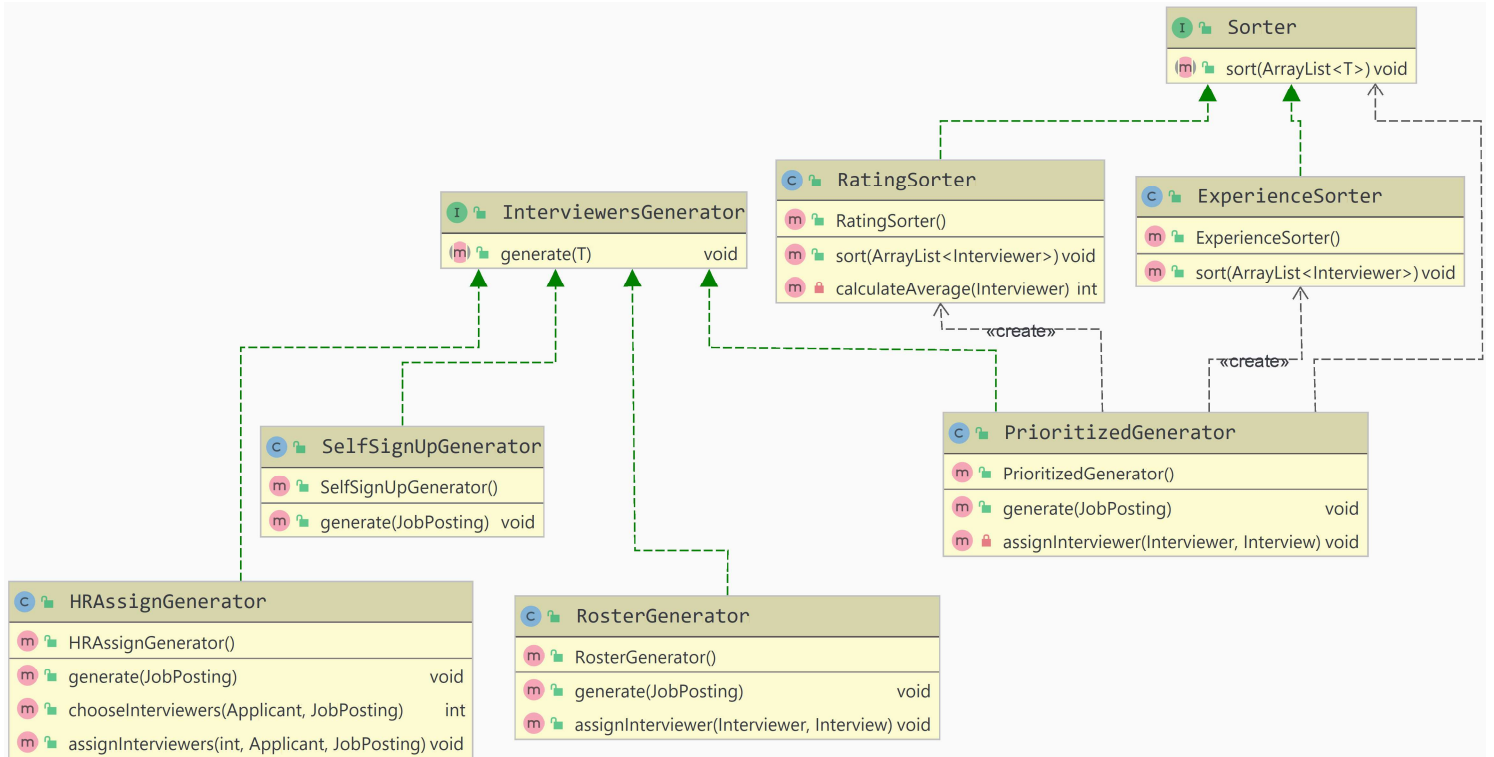 Sorter
sort(ArrayList<T>) void
RatingSorter
RatingSorter()
sort(ArrayList<Interviewer>) void
calculateAverage(Interviewer) int
ExperienceSorter
ExperienceSorter()
sort(ArrayList<Interviewer>) void
InterviewersGenerator
generate(T) void
«create»
«create»
SelfSignUpGenerator
SelfSignUpGenerator()
generate(JobPosting) void
PrioritizedGenerator
PrioritizedGenerator()
generate(JobPosting) void
assignInterviewer(Interviewer, Interview) void
HRAssignGenerator
HRAssignGenerator()
generate(JobPosting) void
chooseInterviewers(Applicant, JobPosting) int
assignInterviewers(int, Applicant, JobPosting) void
RosterGenerator
RosterGenerator()
generate(JobPosting) void
assignInterviewer(Interviewer, Interview) void